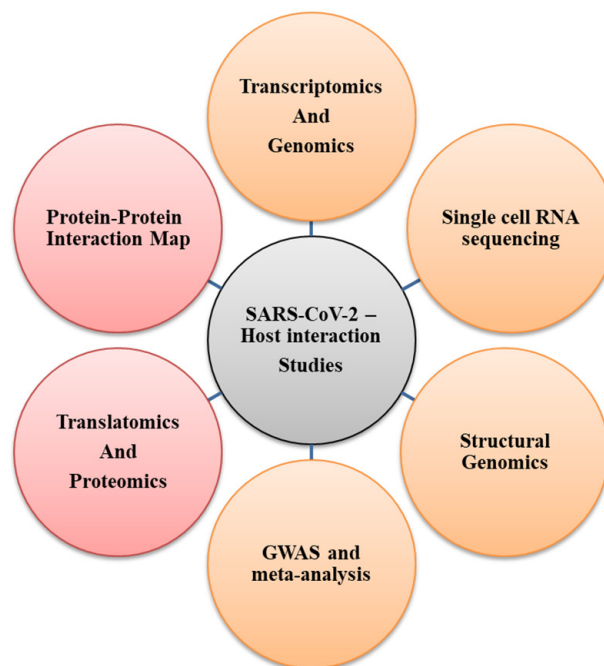 Transcriptomics
And
Genomics
Protein-Protein
Interaction Map
Single cell RNA
sequencing
SARS-CoV-2 –
Host interaction
Studies
Translatomics
And
Proteomics
Structural
Genomics
GWAS and
meta-analysis